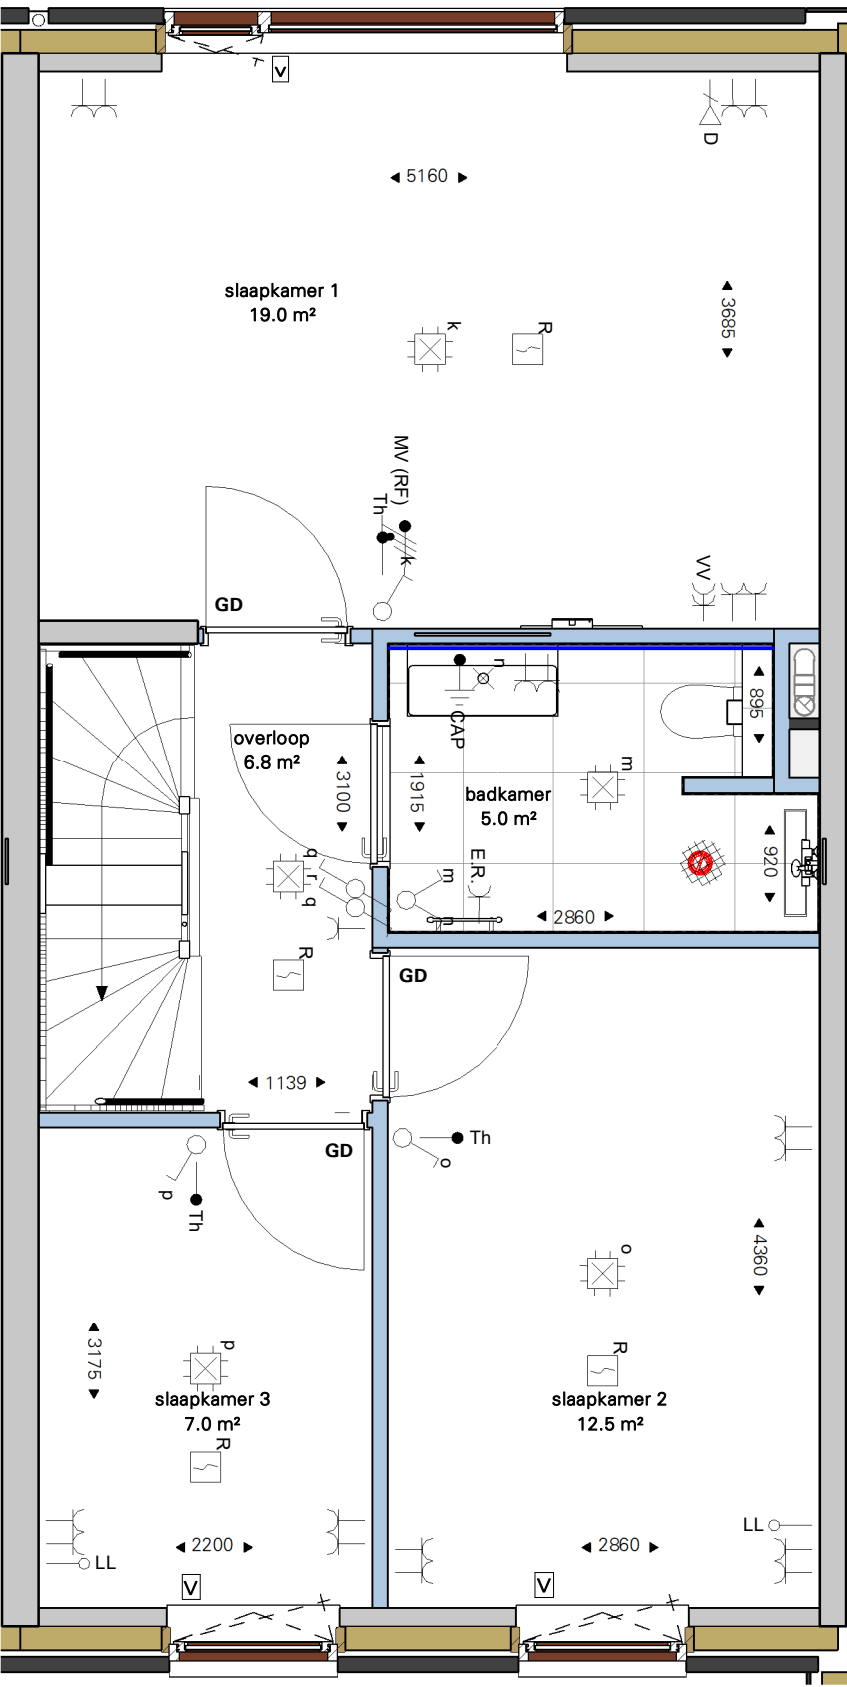 V
D
5160
slaapkamer 1
19.0 m²
3685
k
R
MV (RF)
Th
k
VV
GD
n
CAP
895
overloop
6.8 m²
3100
1915
badkamer
5.0 m²
m
920
q
r
q
m
E.R.
n
2860
R
GD
1139
GD
Th
o
p
Th
4360
o
3175
p
R
slaapkamer 3
7.0 m²
slaapkamer 2
12.5 m²
R
LL
2200
2860
LL
V
V